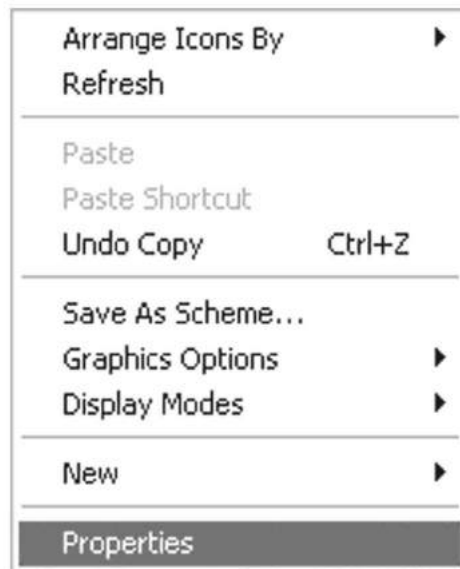 Arrange Icons By
Refresh
Paste
Paste Shortcut
Undo Copy Ctrl+Z
Save As Scheme...
Graphics Options
Display Modes
New
Properties